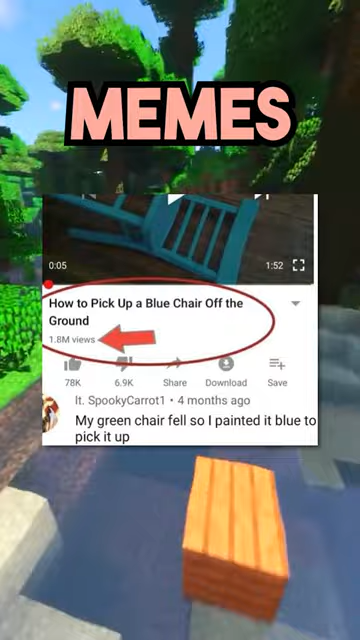 MEMES
0:05
1:52
How to Pick Up a Blue Chair Off the
Ground
1.8M views
78K
6.9K
Share
Download
Save
It. SpookyCarrot1 • 4 months ago
My green chair fell so I painted it blue to
pick it up